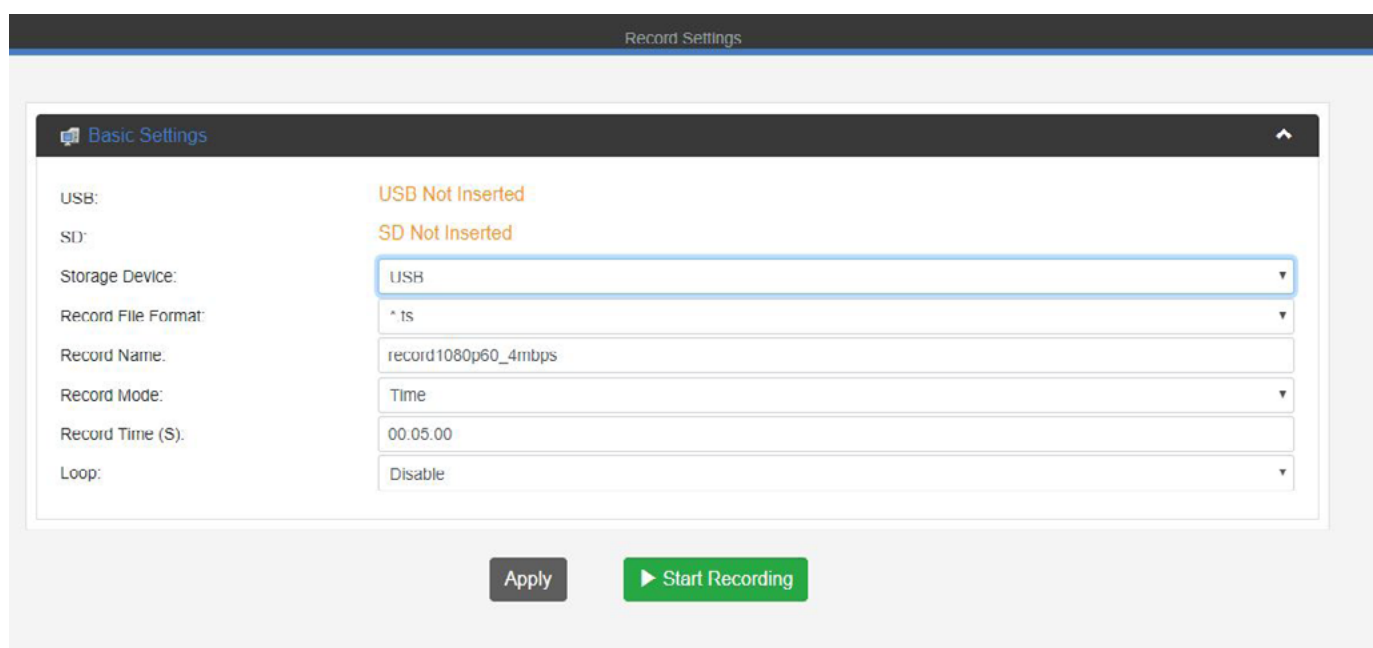 Record Settings
Basic Settings
USB: USB Not Inserted
SD: SD Not Inserted
Storage Device: USB
Record File Format: *.ts
Record Name: record1080p60_4mbps
Record Mode: Time
Record Time (S): 00:05:00
Loop: Disable
Apply Start Recording